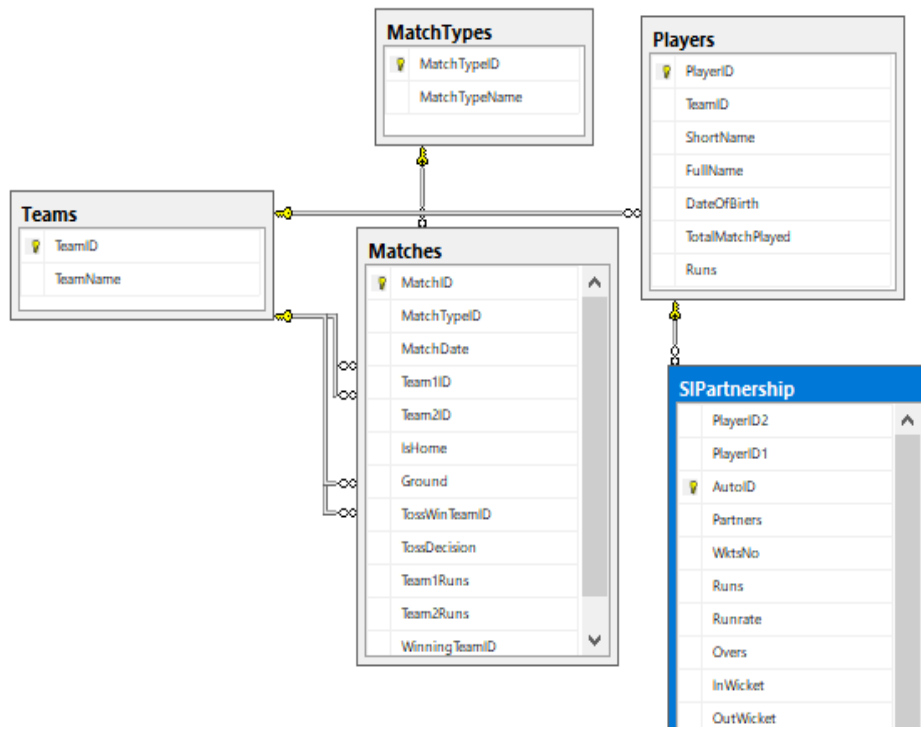 MatchTypes
MatchTypeID
MatchTypeName
Players
PlayerID
TeamID
ShortName
FullName
DateOfBirth
TotalMatchPlayed
Runs
Teams
TeamID
TeamName
Matches
MatchID
MatchTypeID
MatchDate
Team1ID
Team2ID
IsHome
Ground
TossWinTeamID
TossDecision
Team1Runs
Team2Runs
WinningTeamID
SIPartnership
PlayerID2
PlayerID1
AutoID
Partners
WktsNo
Runs
Runrate
Overs
InWicket
OutWicket